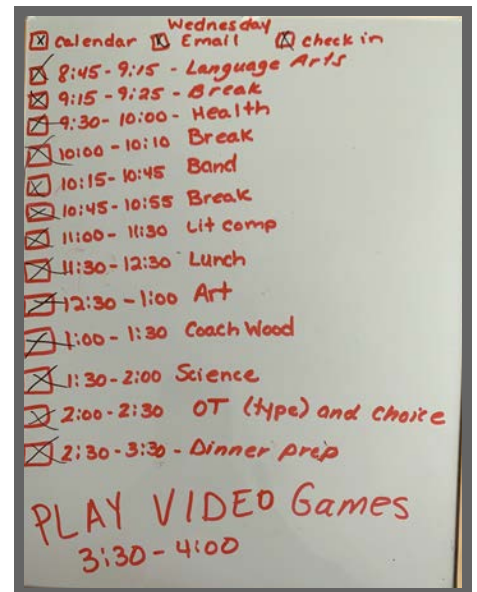 Wednesday
Calendar Email check in
8:45 - 9:15 - Language Arts
9:15 - 9:25 - Break
9:30 - 10:00 - Health
10:00 - 10:10 Break
10:15 - 10:45 Band
10:45 - 10:55 Break
11:00 - 11:30 Lit comp
11:30 - 12:30 Lunch
12:30 - 1:00 Art
1:00 - 1:30 Coach Wood
1:30 - 2:00 Science
2:00 - 2:30 OT (type) and choice
2:30 - 3:30 - Dinner prep
PLAY VIDEO Games
3:30 - 4:00